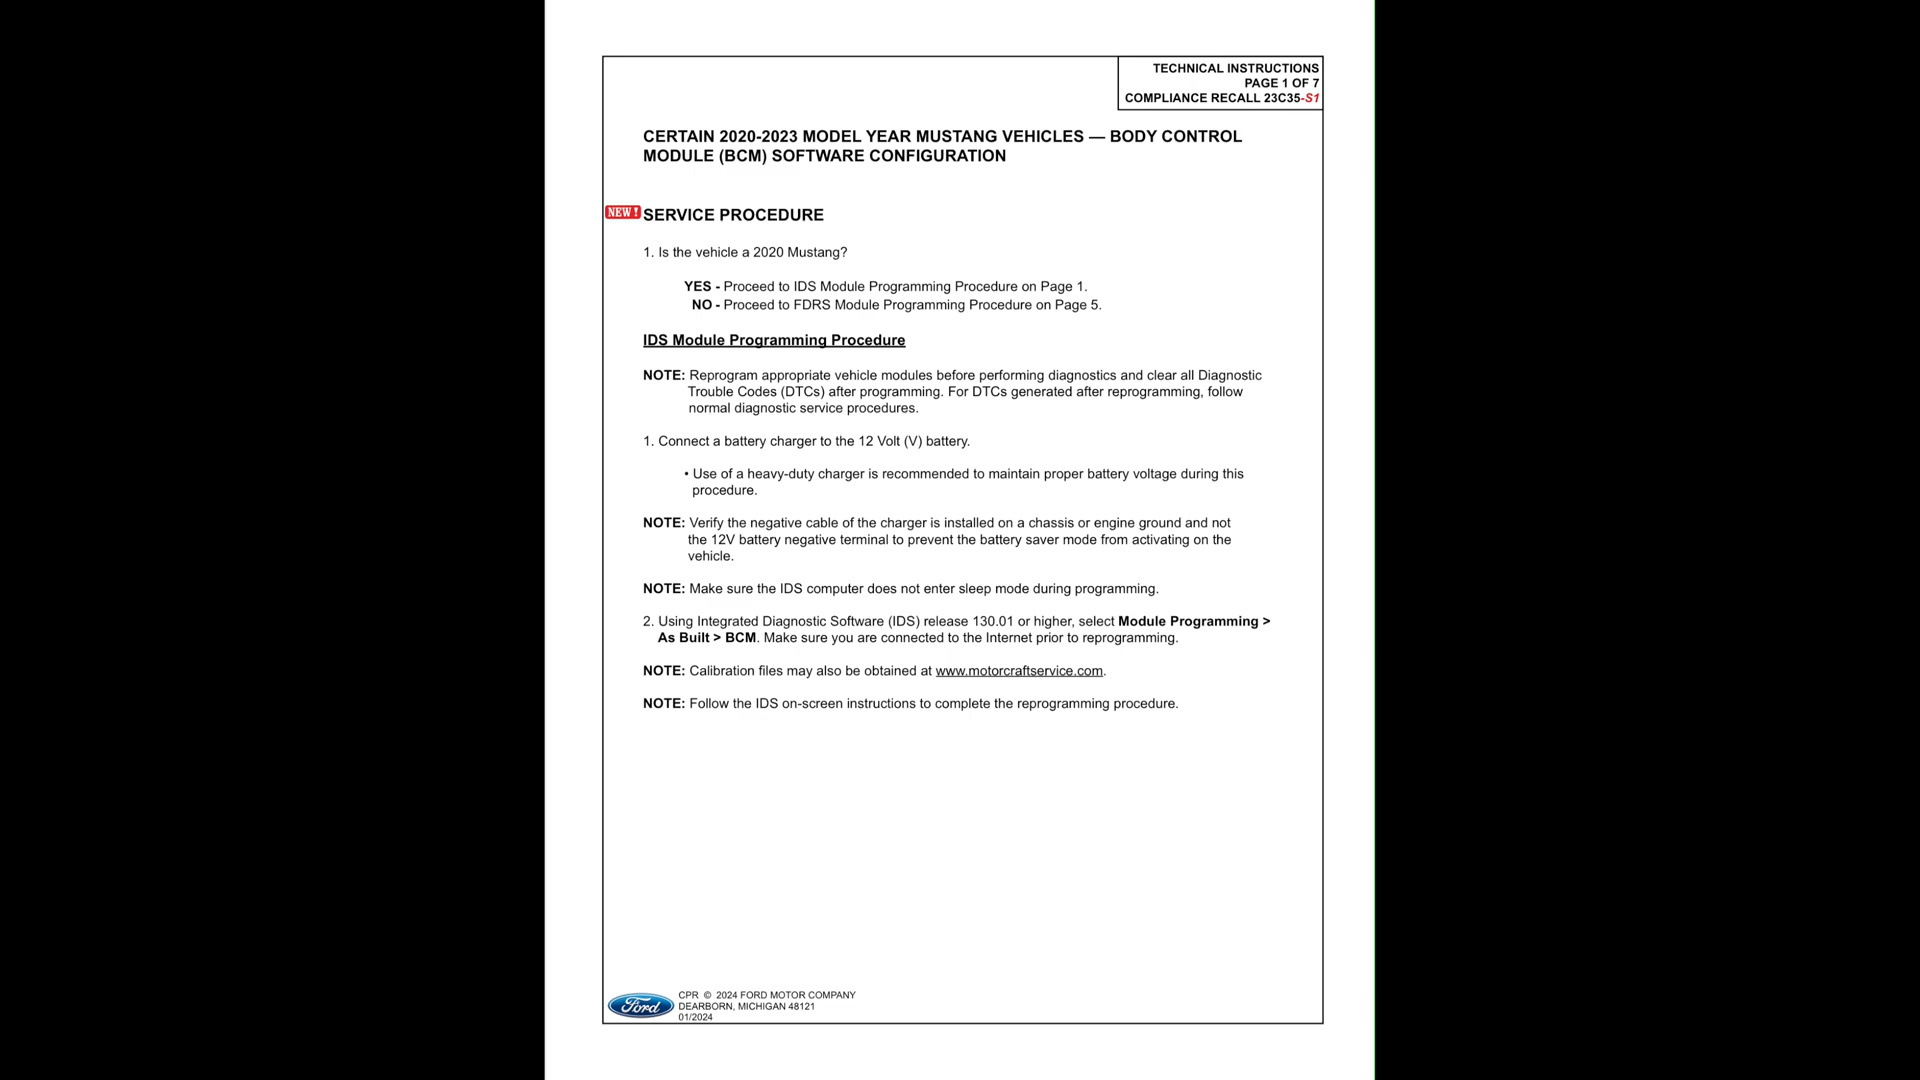 TECHNICAL INSTRUCTIONS
PAGE 1 OF 7
COMPLIANCE RECALL 23C35-S1
CERTAIN 2020-2023 MODEL YEAR MUSTANG VEHICLES — BODY CONTROL
MODULE (BCM) SOFTWARE CONFIGURATION
NEW! SERVICE PROCEDURE
1. Is the vehicle a 2020 Mustang?
YES - Proceed to IDS Module Programming Procedure on Page 1.
NO - Proceed to FDRS Module Programming Procedure on Page 5.
IDS Module Programming Procedure
NOTE: Reprogram appropriate vehicle modules before performing diagnostics and clear all Diagnostic
Trouble Codes (DTCs) after programming. For DTCs generated after reprogramming, follow
normal diagnostic service procedures.
1. Connect a battery charger to the 12 Volt (V) battery.
• Use of a heavy-duty charger is recommended to maintain proper battery voltage during this
procedure.
NOTE: Verify the negative cable of the charger is installed on a chassis or engine ground and not
the 12V battery negative terminal to prevent the battery saver mode from activating on the
vehicle.
NOTE: Make sure the IDS computer does not enter sleep mode during programming.
2. Using Integrated Diagnostic Software (IDS) release 130.01 or higher, select Module Programming >
As Built > BCM. Make sure you are connected to the Internet prior to reprogramming.
NOTE: Calibration files may also be obtained at www.motorcraftservice.com.
NOTE: Follow the IDS on-screen instructions to complete the reprogramming procedure.
Ford
CPR © 2024 FORD MOTOR COMPANY
DEARBORN, MICHIGAN 48121
01/2024